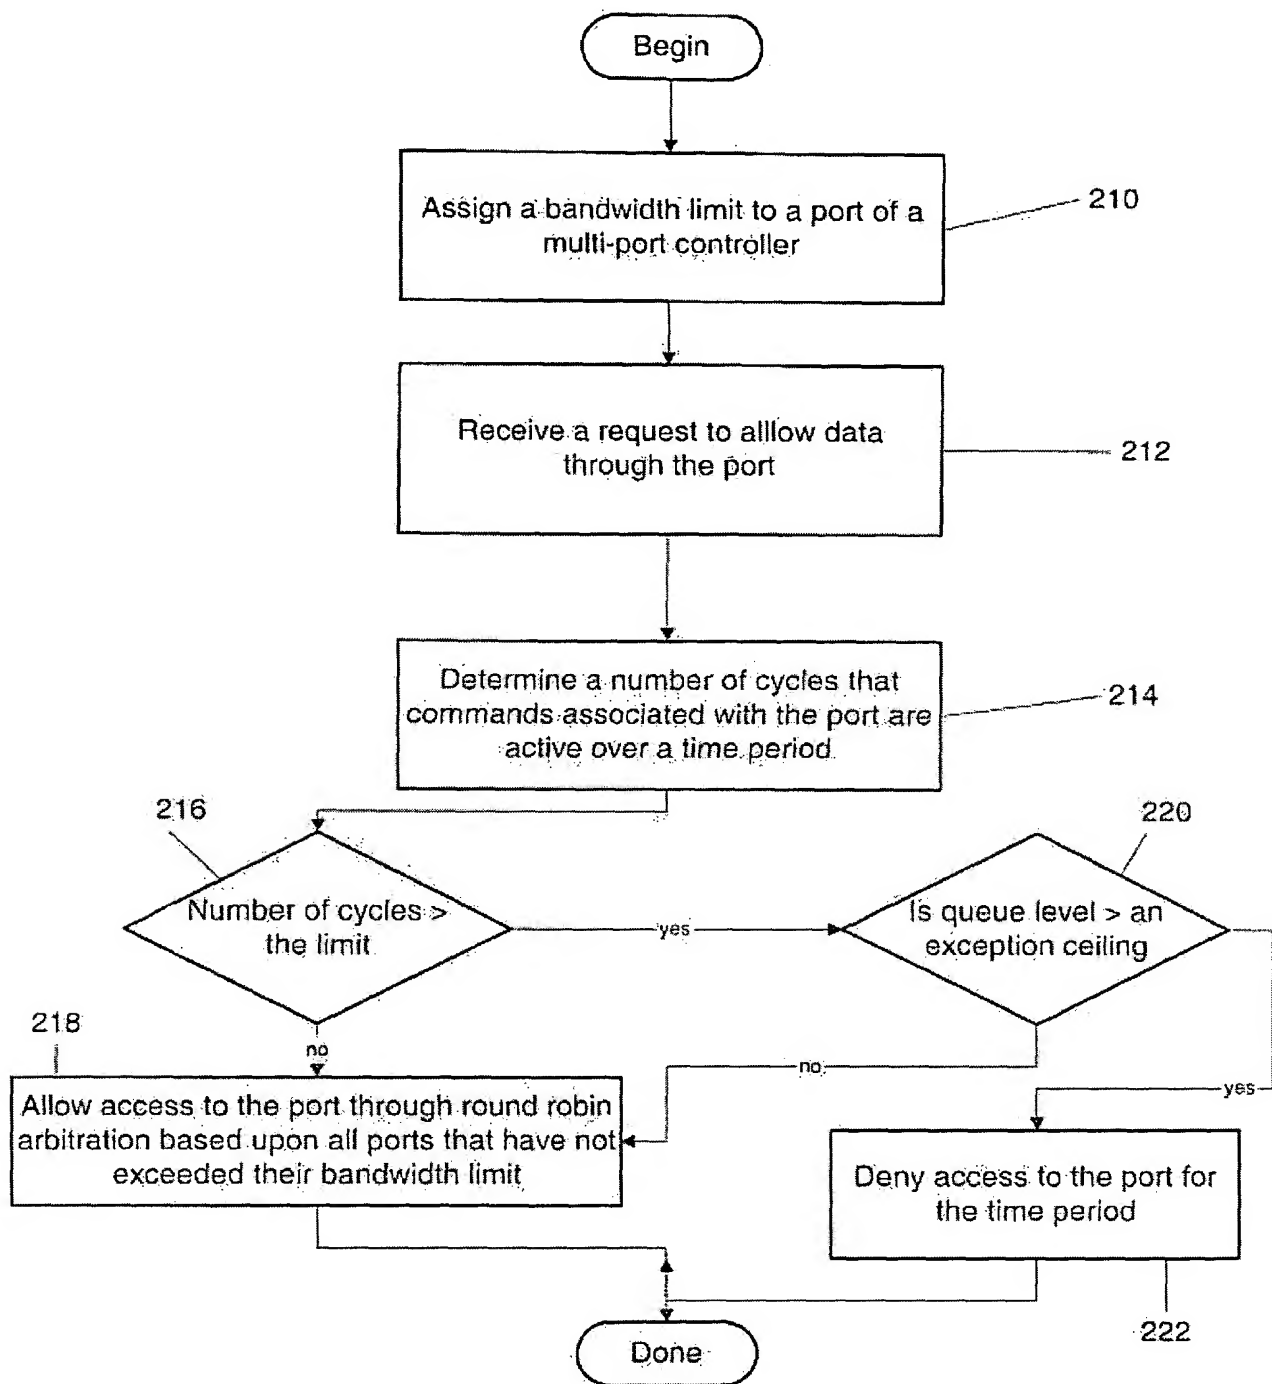 Begin
Assign a bandwidth limit to a port of a
multi-port controller
210
Receive a request to alllow data
through the port
212
Determine a number of cycles that
commands associated with the port are
active over a time period
214
216
Number of cycles >
the limit
yes
220
Is queue level > an
exception ceiling
218
no
no
yes
Allow access to the port through round robin
arbitration based upon all ports that have not
exceeded their bandwidth limit
Deny access to the port for
the time period
222
Done